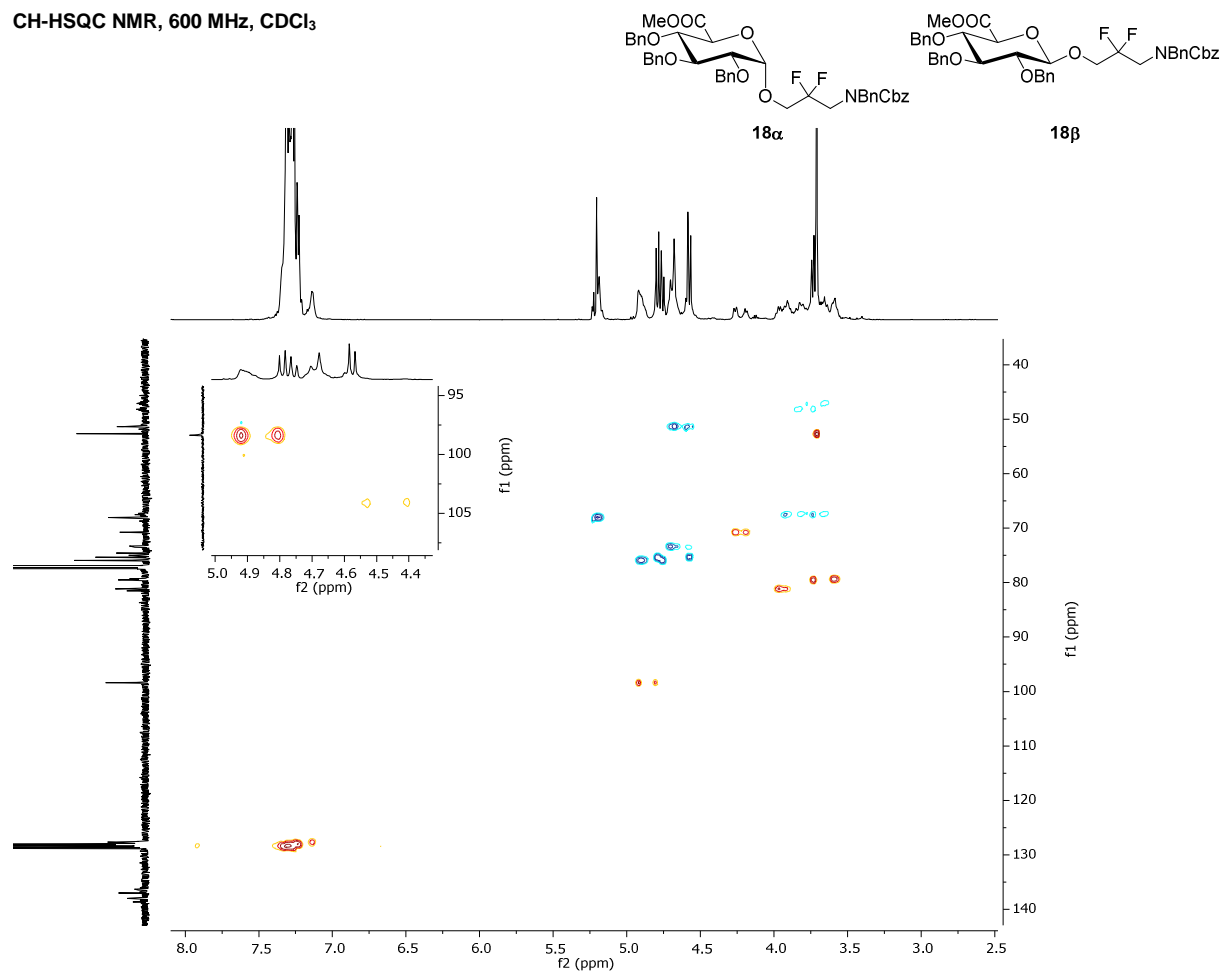 CH-HSQC NMR, 600 MHz, CDCl₃
MeOOC
BnO
BnO
BnO
O
O
F F
NBnCbz
18α
MeOOC
BnO
BnO
OBn
O
O
F F
NBnCbz
18β
95
100
105
f1 (ppm)
5.0 4.9 4.8 4.7 4.6 4.5 4.4
f2 (ppm)
40
50
60
70
80
90
100
110
120
130
140
f1 (ppm)
8.0 7.5 7.0 6.5 6.0 5.5 5.0 4.5 4.0 3.5 3.0 2.5
f2 (ppm)